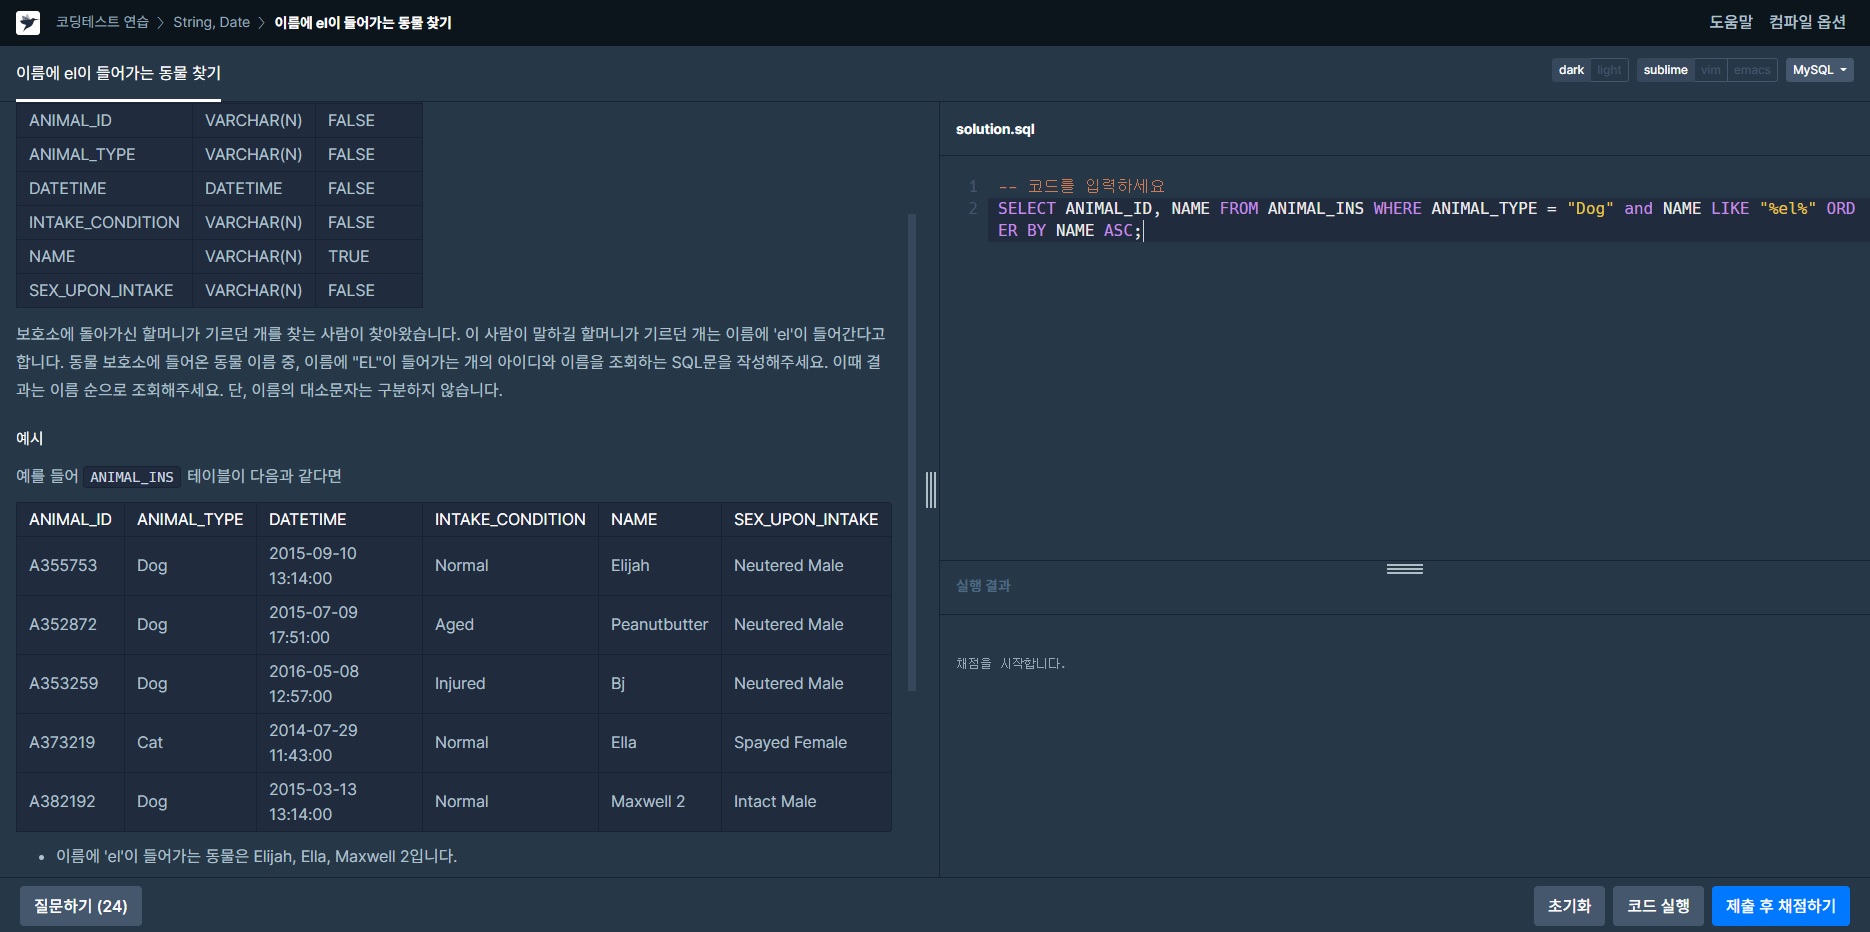 코딩테스트 연습 > String, Date > 이름에 el이 들어가는 동물 찾기
도움말 컴파일 옵션
이름에 el이 들어가는 동물 찾기
dark light sublime vim emacs MySQL
ANIMAL_ID VARCHAR(N) FALSE
ANIMAL_TYPE VARCHAR(N) FALSE
DATETIME DATETIME FALSE
INTAKE_CONDITION VARCHAR(N) FALSE
NAME VARCHAR(N) TRUE
SEX_UPON_INTAKE VARCHAR(N) FALSE
보호소에 돌아가신 할머니가 기르던 개를 찾는 사람이 찾아왔습니다. 이 사람이 말하길 할머니가 기르던 개는 이름에 'el'이 들어간다고
합니다. 동물 보호소에 들어온 동물 이름 중, 이름에 "EL"이 들어가는 개의 아이디와 이름을 조회하는 SQL문을 작성해주세요. 이때 결
과는 이름 순으로 조회해주세요. 단, 이름의 대소문자는 구분하지 않습니다.
예시
예를 들어 ANIMAL_INS 테이블이 다음과 같다면
ANIMAL_ID ANIMAL_TYPE DATETIME INTAKE_CONDITION NAME SEX_UPON_INTAKE
A355753 Dog 2015-09-10 13:14:00 Normal Elijah Neutered Male
A352872 Dog 2015-07-09 17:51:00 Aged Peanutbutter Neutered Male
A353259 Dog 2016-05-08 12:57:00 Injured Bj Neutered Male
A373219 Cat 2014-07-29 11:43:00 Normal Ella Spayed Female
A382192 Dog 2015-03-13 13:14:00 Normal Maxwell 2 Intact Male
• 이름에 'el'이 들어가는 동물은 Elijah, Ella, Maxwell 2입니다.
solution.sql
1 -- 코드를 입력하세요
2 SELECT ANIMAL_ID, NAME FROM ANIMAL_INS WHERE ANIMAL_TYPE = "Dog" and NAME LIKE "%el%" ORD
ER BY NAME ASC;
실행 결과
채점을 시작합니다.
질문하기 (24)
초기화 코드 실행 제출 후 채점하기